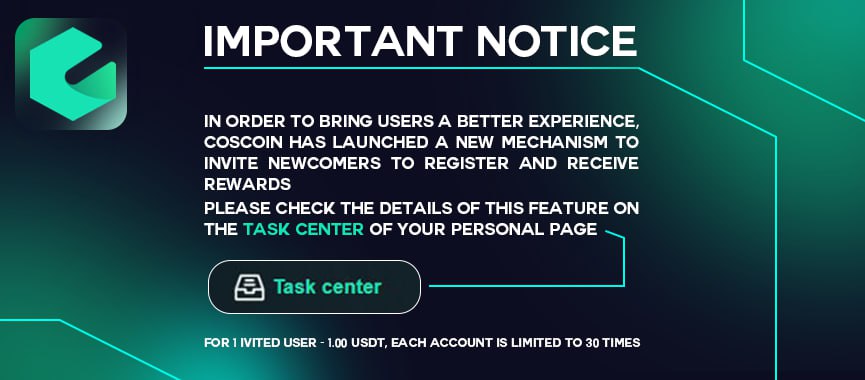 IMPORTANT NOTICE
IN ORDER TO BRING USERS A BETTER EXPERIENCE,
COSCOIN HAS LAUNCHED A NEW MECHANISM TO
INVITE NEWCOMERS TO REGISTER AND RECEIVE
REWARDS
PLEASE CHECK THE DETAILS OF THIS FEATURE ON
THE TASK CENTER OF YOUR PERSONAL PAGE
Task center
FOR 1 IVITED USER - 1.00 USDT, EACH ACCOUNT IS LIMITED TO 30 TIMES